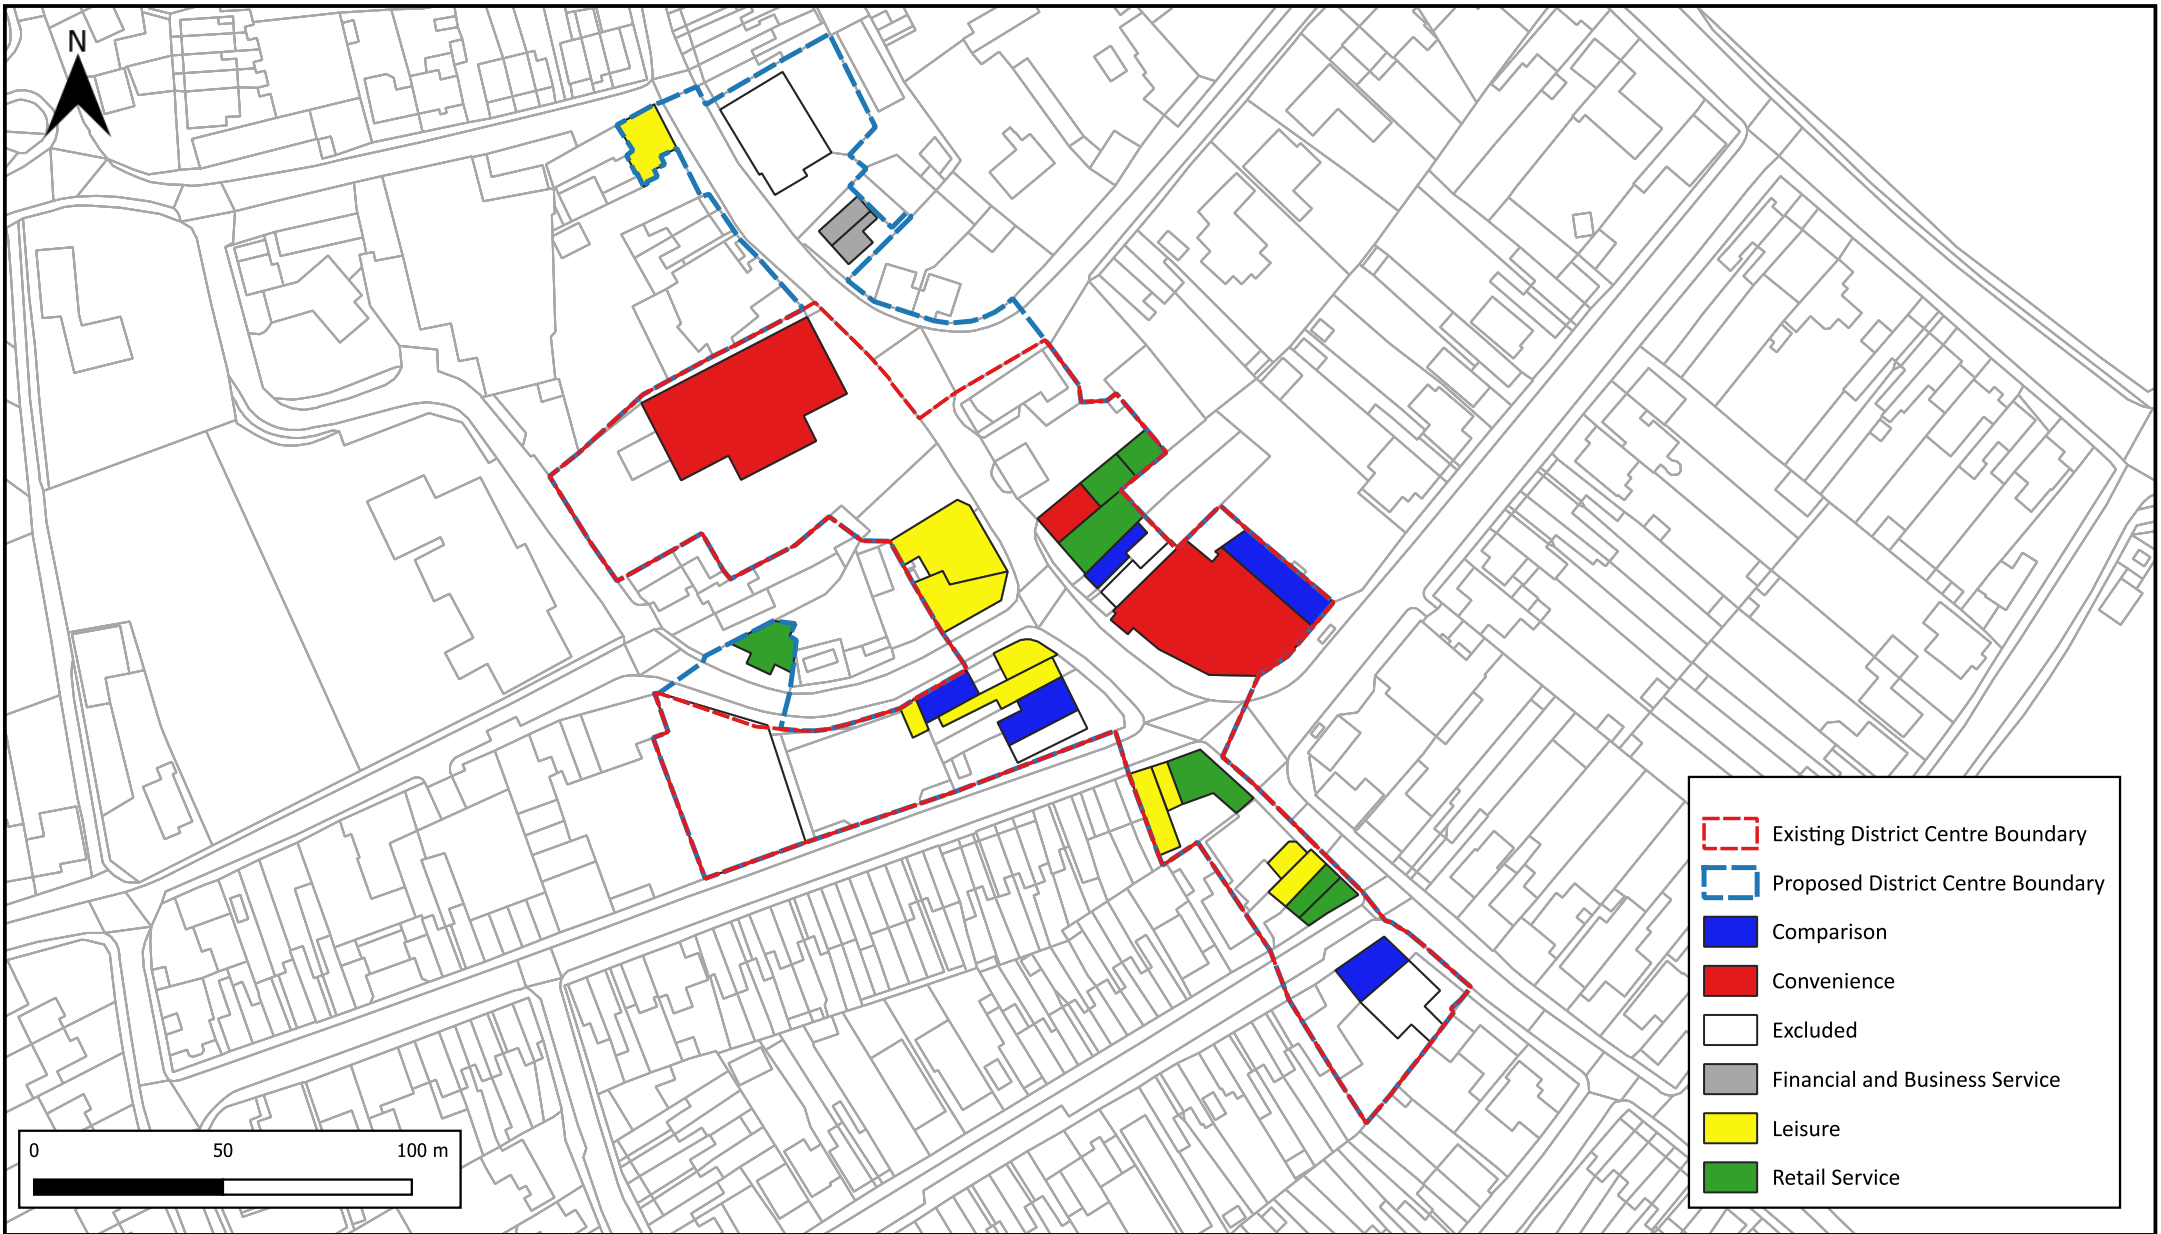 N
Existing District Centre Boundary
Proposed District Centre Boundary
Comparison
Convenience
Excluded
Financial and Business Service
Leisure
Retail Service
0 50 100 m